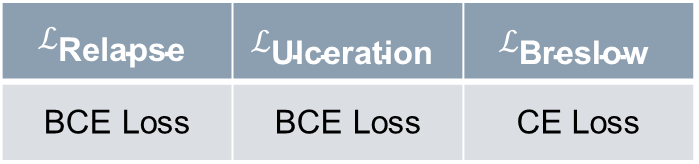 ℒRelapse ℒUlceration ℒBreslow
BCE Loss BCE Loss CE Loss